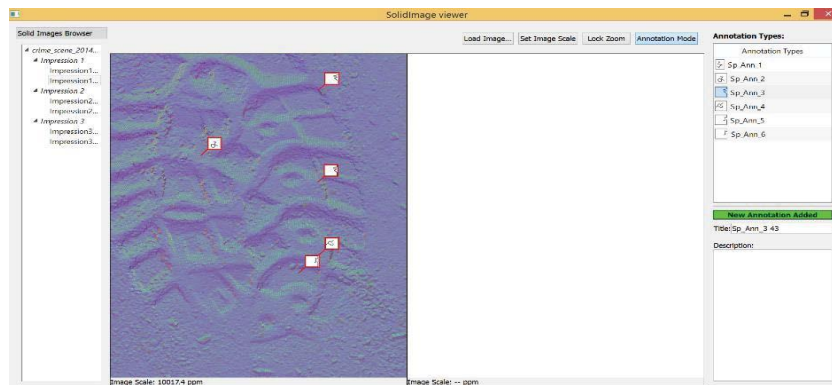 SolidImage viewer
Solid Images Browser
crime_scene_2014...
Impression 1
Impression1...
Impression1...
Impression 2
Impression2...
Impression2...
Impression 3
Impression3...
Impression3...
Load Image...
Set Image Scale
Lock Zoom
Annotation Mode
Annotation Types:
Annotation Types
Sp_Ann_1
Sp_Ann_2
Sp_Ann_3
Sp_Ann_4
Sp_Ann_5
Sp_Ann_6
New Annotation Added
Title: Sp_Ann_3 43
Description:
Image Scale: 10017.4 ppm
Image Scale: -- ppm